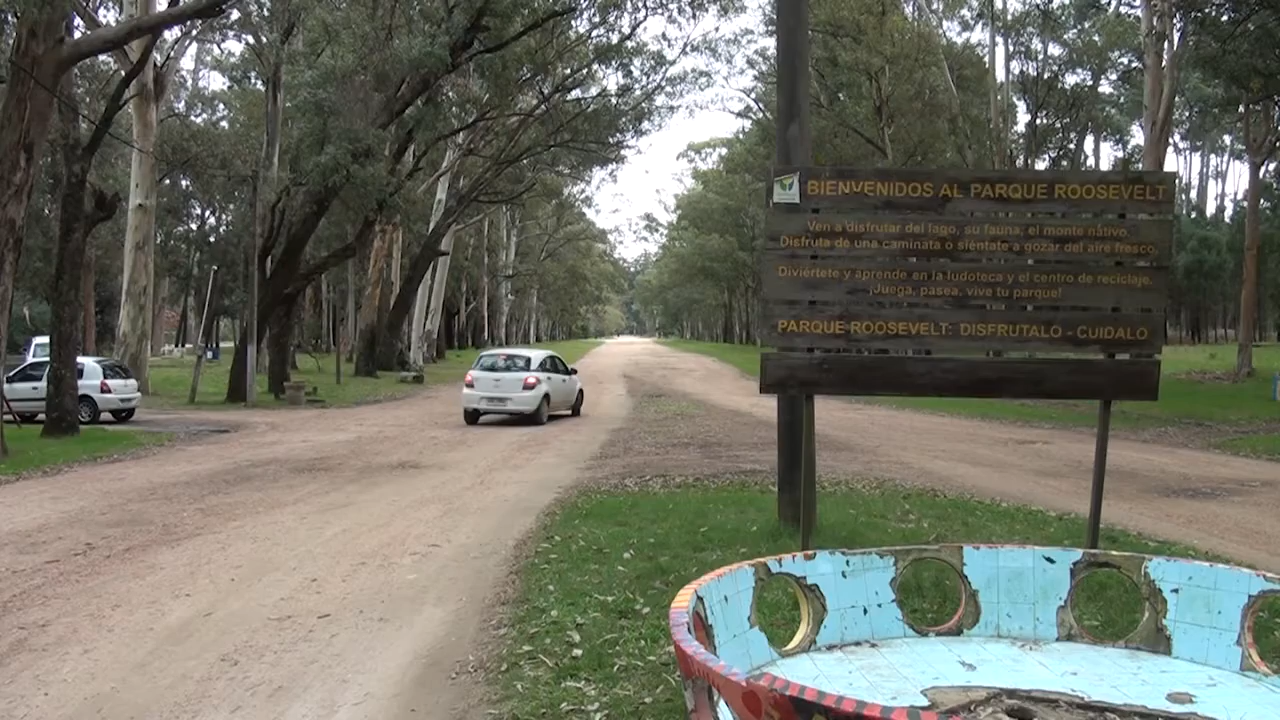 BIENVENIDOS AL PARQUE ROOSEVELT
Ven a disfrutar del lago, su fauna, el monte nativo.
Disfruta de una caminata o siéntate a gozar del aire fresco.
Diviértete y aprende en la ludoteca y el centro de reciclaje.
¡Juega, pasea, vive tu parque!
PARQUE ROOSEVELT: DISFRUTALO - CUIDALO